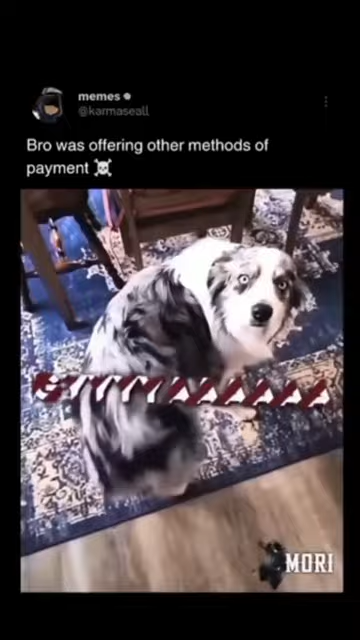 memes
@karmaseall
Bro was offering other methods of
payment ☠️
MORI